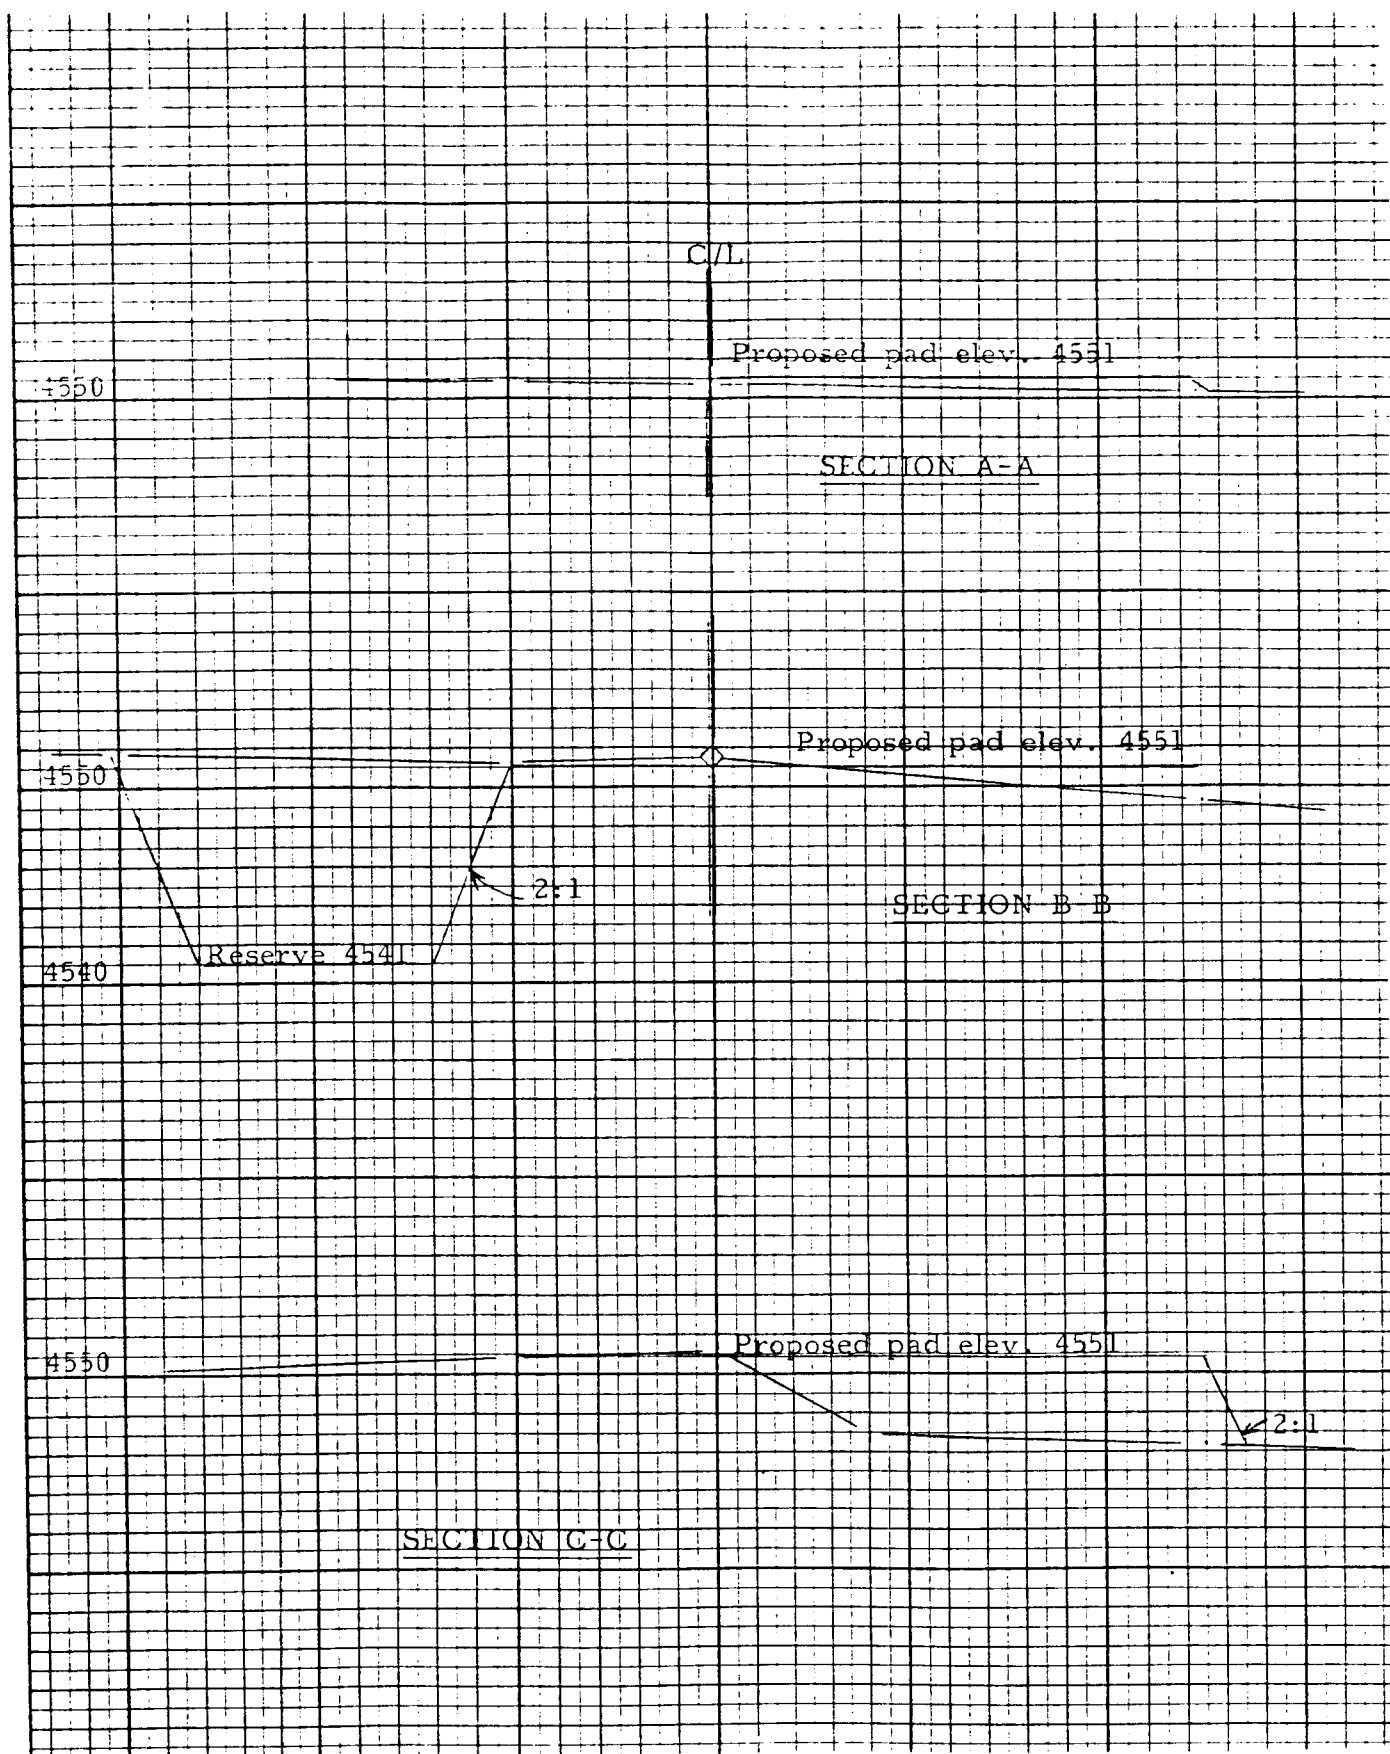 C/L
Proposed pad elev. 4551
4550
SECTION A-A
Proposed pad elev. 4551
4550
2:1
SECTION B-B
Reserve 4541
4540
Proposed pad elev. 4551
4550
2:1
SECTION C-C